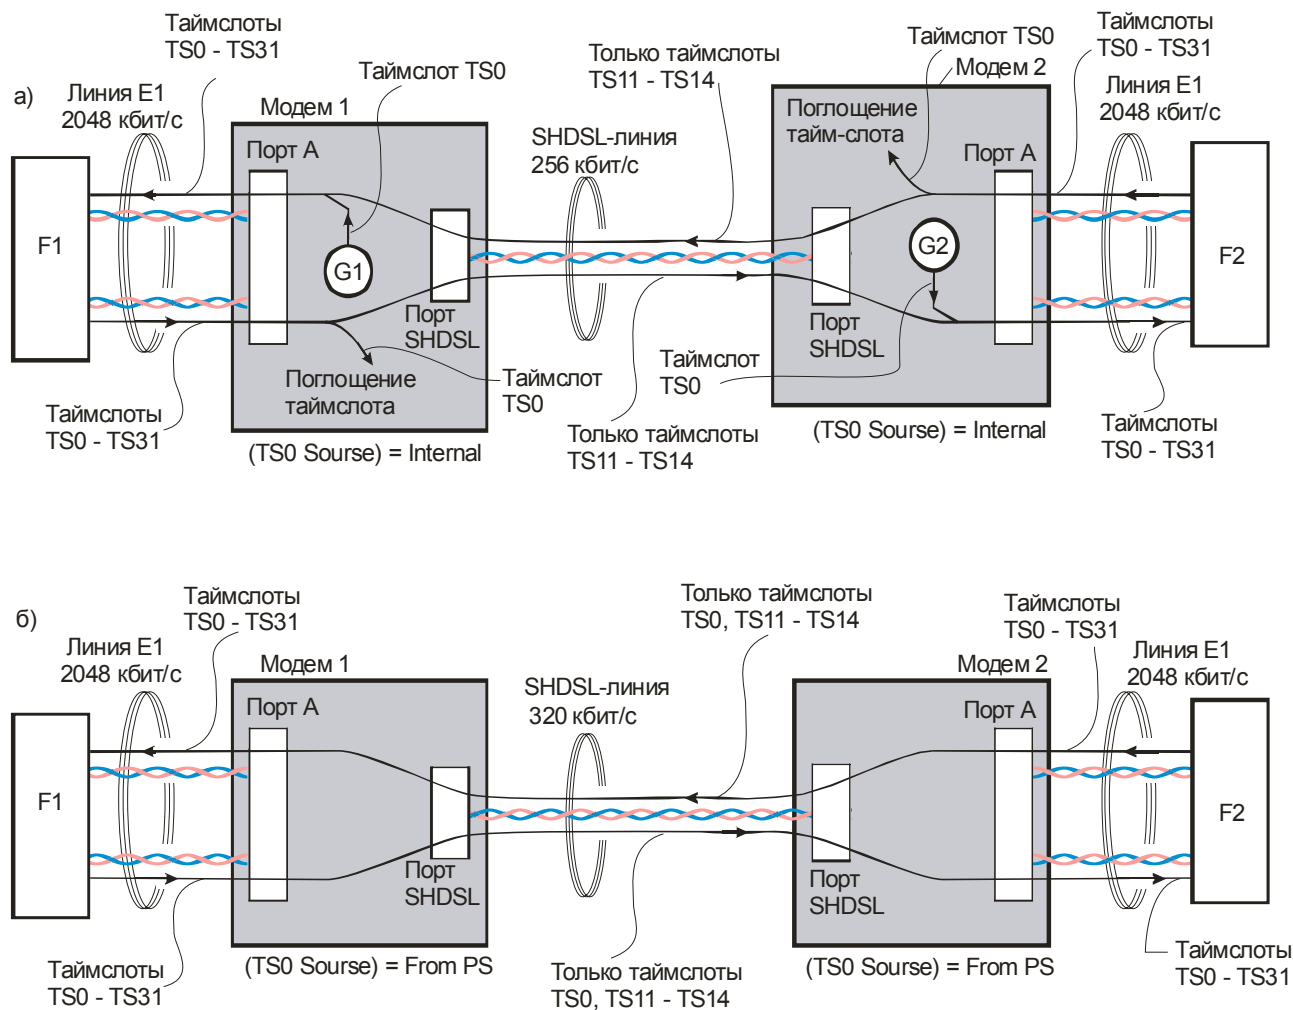 а)
Таймслоты
TS0 - TS31
Линия E1
2048 кбит/с
Модем 1
Таймслот TS0
Порт A
F1
G1
Порт
SHDSL
Поглощение
таймслота
Таймслот
TS0
Таймслоты
TS0 - TS31
(TS0 Sourse) = Internal
SHDSL-линия
256 кбит/с
Только таймслоты
TS11 - TS14
Только таймслоты
TS11 - TS14
Таймслот TS0
Модем 2
Поглощение
тайм-слота
Порт A
G2
Порт
SHDSL
Таймслот
TS0
(TS0 Sourse) = Internal
Таймслоты
TS0 - TS31
Линия E1
2048 кбит/с
F2
Таймслоты
TS0 - TS31
б)
Таймслоты
TS0 - TS31
Линия E1
2048 кбит/с
Модем 1
Порт A
F1
Порт
SHDSL
Таймслоты
TS0 - TS31
(TS0 Sourse) = From PS
SHDSL-линия
320 кбит/с
Только таймслоты
TS0, TS11 - TS14
Только таймслоты
TS0, TS11 - TS14
Модем 2
Порт A
Порт
SHDSL
(TS0 Sourse) = From PS
Таймслоты
TS0 - TS31
Линия E1
2048 кбит/с
F2
Таймслоты
TS0 - TS31